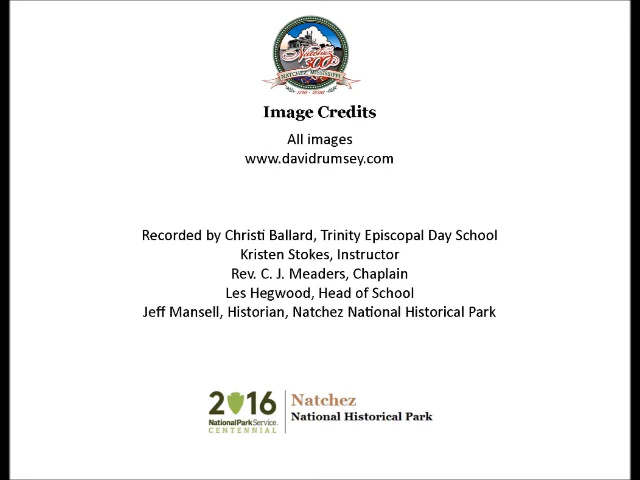 Natchez
300
NATCHEZ, MISSISSIPPI
1716 - 2016
Image Credits
All images
www.davidrumsey.com
Recorded by Christi Ballard, Trinity Episcopal Day School
Kristen Stokes, Instructor
Rev. C. J. Meaders, Chaplain
Les Hegwood, Head of School
Jeff Mansell, Historian, Natchez National Historical Park
2016
National Park Service.
CENTENNIAL
Natchez
National Historical Park